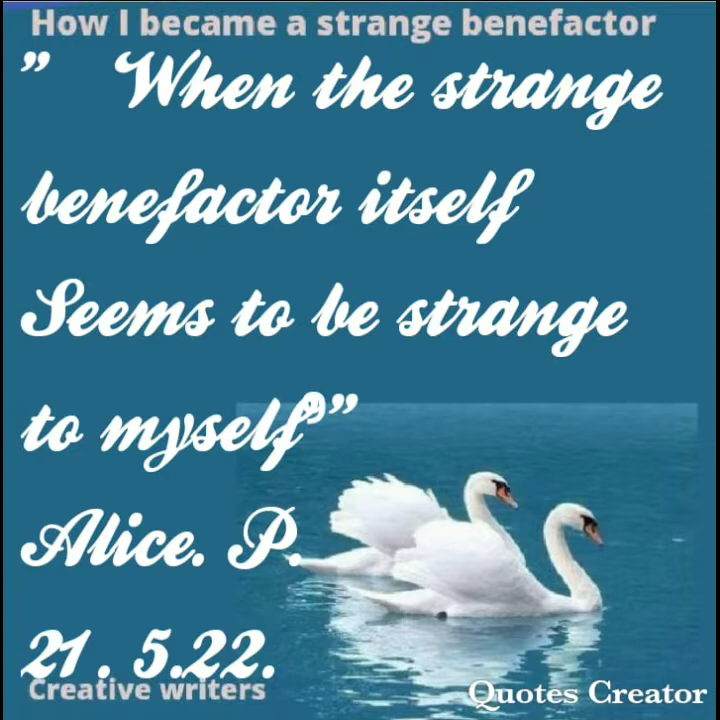 How I became a strange benefactor
” When the strange
benefactor itself
Seems to be strange
to myself”
Alice. P.
21. 5.22.
Creative writers
Quotes Creator